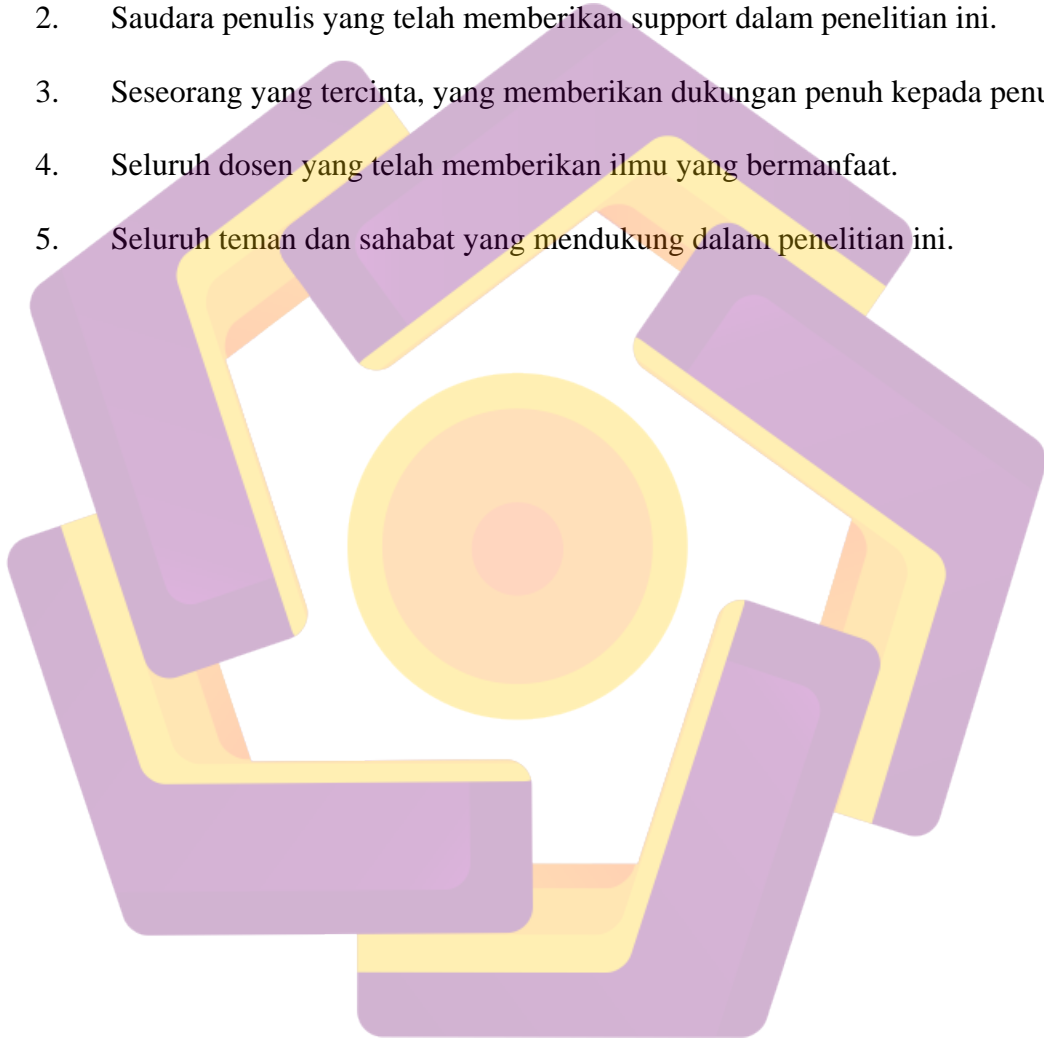 2. Saudara penulis yang telah memberikan support dalam penelitian ini.
3. Seseorang yang tercinta, yang memberikan dukungan penuh kepada
4. Seluruh dosen yang telah memberikan ilmu yang bermanfaat.
5. Seluruh teman dan sahabat yang mendukung dalam penelitian ini.